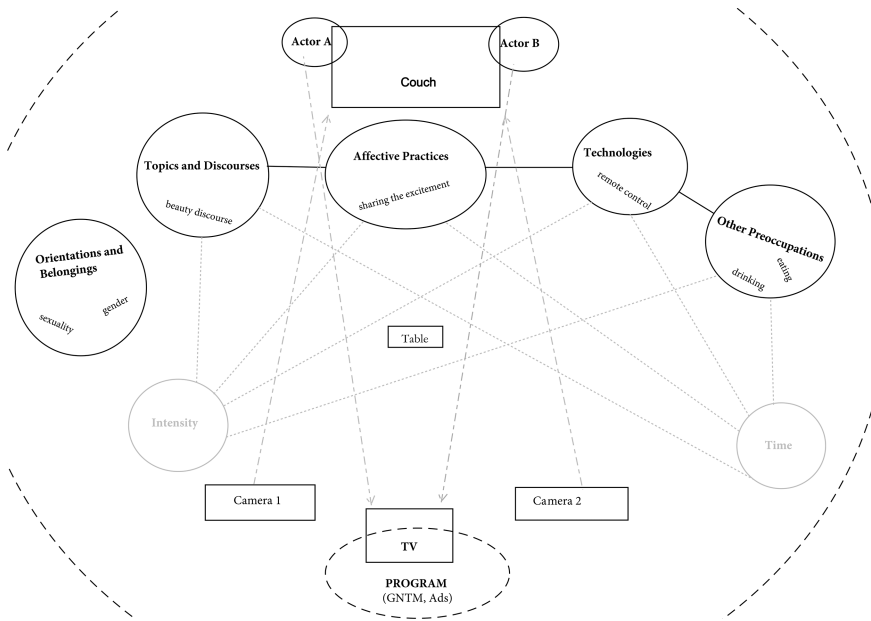 Actor A
Actor B
Couch
Topics and Discourses
beauty discourse
Affective Practices
sharing the excitement
Technologies
remote control
Other Preoccupations
eating
drinking
Orientations and
Belongings
gender
sexuality
Table
Intensity
Time
Camera 1
Camera 2
TV
PROGRAM
(GNTM, Ads)